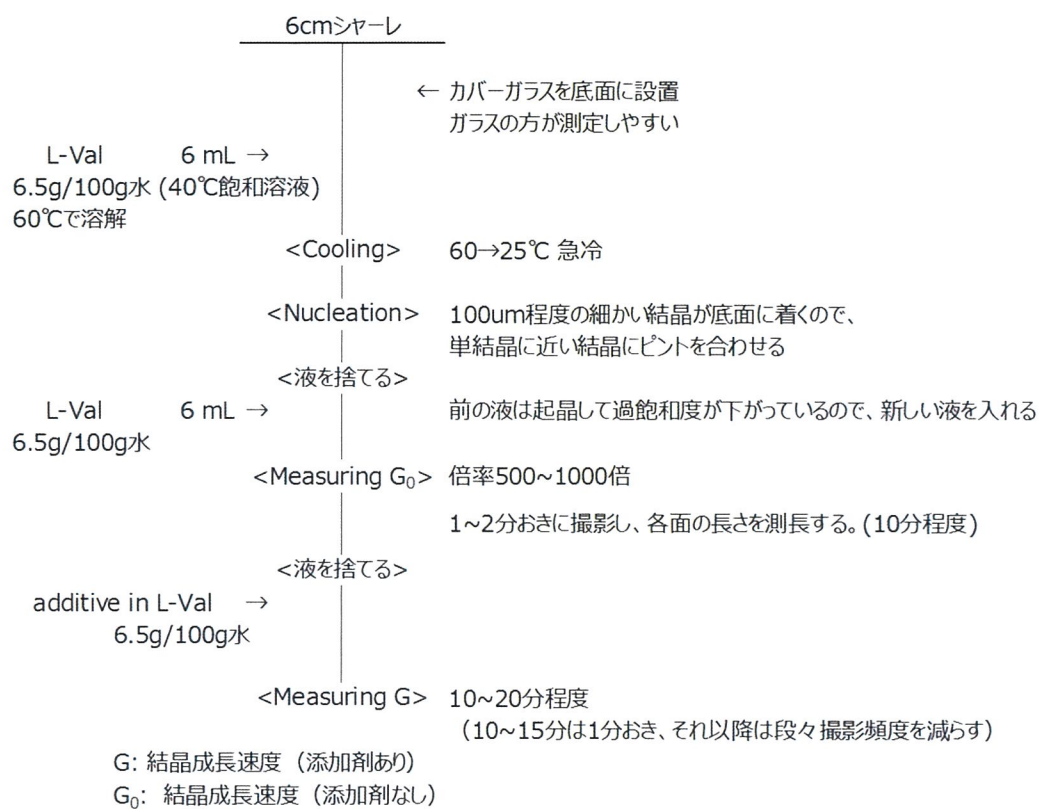 6cmシャーレ
← カバーガラスを底面に設置
ガラスの方が測定しやすい
L-Val 6 mL →
6.5g/100g水 (40℃飽和溶液)
60℃で溶解
<Cooling> 60→25℃ 急冷
<Nucleation> 100um程度の細かい結晶が底面に着くので、
単結晶に近い結晶にピントを合わせる
<液を捨てる>
L-Val 6 mL → 前の液は起晶して過飽和度が下がっているので、新しい液を入れる
6.5g/100g水
<Measuring G₀> 倍率500~1000倍
1~2分おきに撮影し、各面の長さを測長する。(10分程度)
<液を捨てる>
additive in L-Val →
6.5g/100g水
<Measuring G> 10~20分程度
（10~15分は1分おき、それ以降は段々撮影頻度を減らす）
G: 結晶成長速度（添加剤あり）
G₀: 結晶成長速度（添加剤なし）